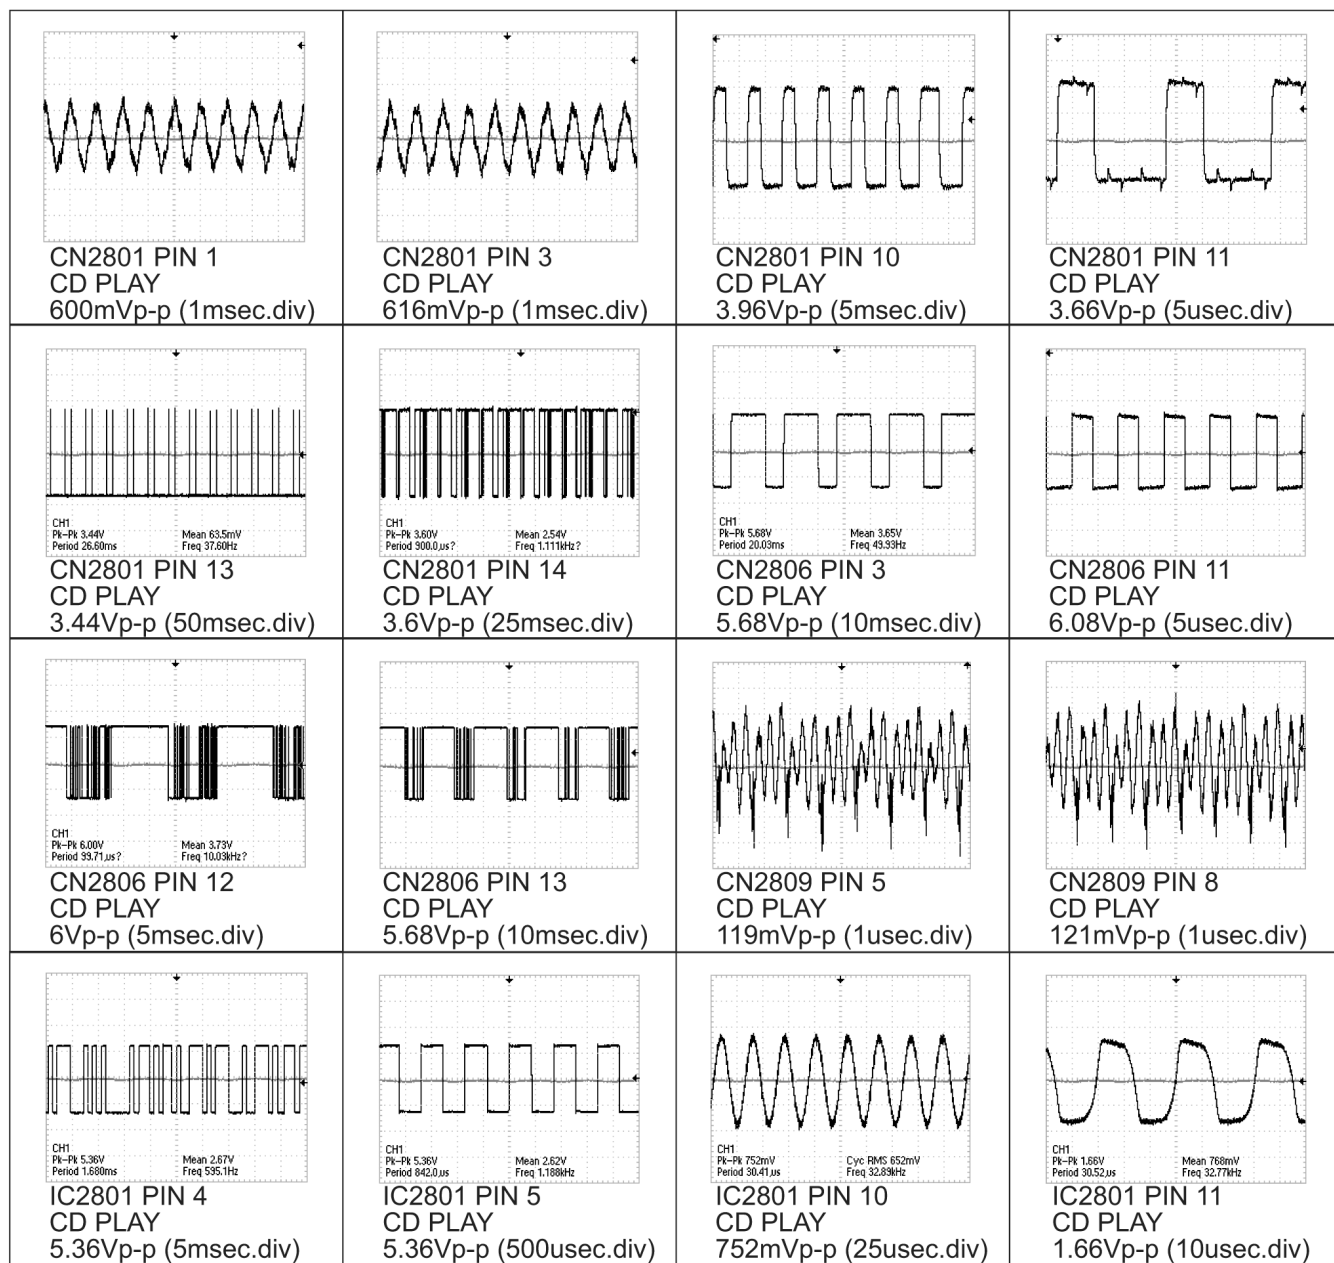 CN2801 PIN 1
CD PLAY
600mVp-p (1msec.div)
CN2801 PIN 3
CD PLAY
616mVp-p (1msec.div)
CN2801 PIN 10
CD PLAY
3.96Vp-p (5msec.div)
CN2801 PIN 11
CD PLAY
3.66Vp-p (5usec.div)
CH1
Pk-Pk 3.44V Mean 63.5mV
Period 26.60ms Freq 37.60Hz
CN2801 PIN 13
CD PLAY
3.44Vp-p (50msec.div)
CH1
Pk-Pk 3.60V Mean 2.54V
Period 900.0µs? Freq 1.111kHz?
CN2801 PIN 14
CD PLAY
3.6Vp-p (25msec.div)
CH1
Pk-Pk 5.68V Mean 3.65V
Period 20.03ms Freq 49.93Hz
CN2806 PIN 3
CD PLAY
5.68Vp-p (10msec.div)
CN2806 PIN 11
CD PLAY
6.08Vp-p (5usec.div)
CH1
Pk-Pk 6.00V Mean 3.73V
Period 99.71µs? Freq 10.03kHz?
CN2806 PIN 12
CD PLAY
6Vp-p (5msec.div)
CN2806 PIN 13
CD PLAY
5.68Vp-p (10msec.div)
CN2809 PIN 5
CD PLAY
119mVp-p (1usec.div)
CN2809 PIN 8
CD PLAY
121mVp-p (1usec.div)
CH1
Pk-Pk 5.36V Mean 2.67V
Period 1.680ms Freq 595.1Hz
IC2801 PIN 4
CD PLAY
5.36Vp-p (5msec.div)
CH1
Pk-Pk 5.36V Mean 2.62V
Period 842.0µs Freq 1.188kHz
IC2801 PIN 5
CD PLAY
5.36Vp-p (500usec.div)
CH1
Pk-Pk 752mV Cyc RMS 652mV
Period 30.41µs Freq 32.89kHz
IC2801 PIN 10
CD PLAY
752mVp-p (25usec.div)
CH1
Pk-Pk 1.66V Mean 768mV
Period 30.52µs Freq 32.77kHz
IC2801 PIN 11
CD PLAY
1.66Vp-p (10usec.div)